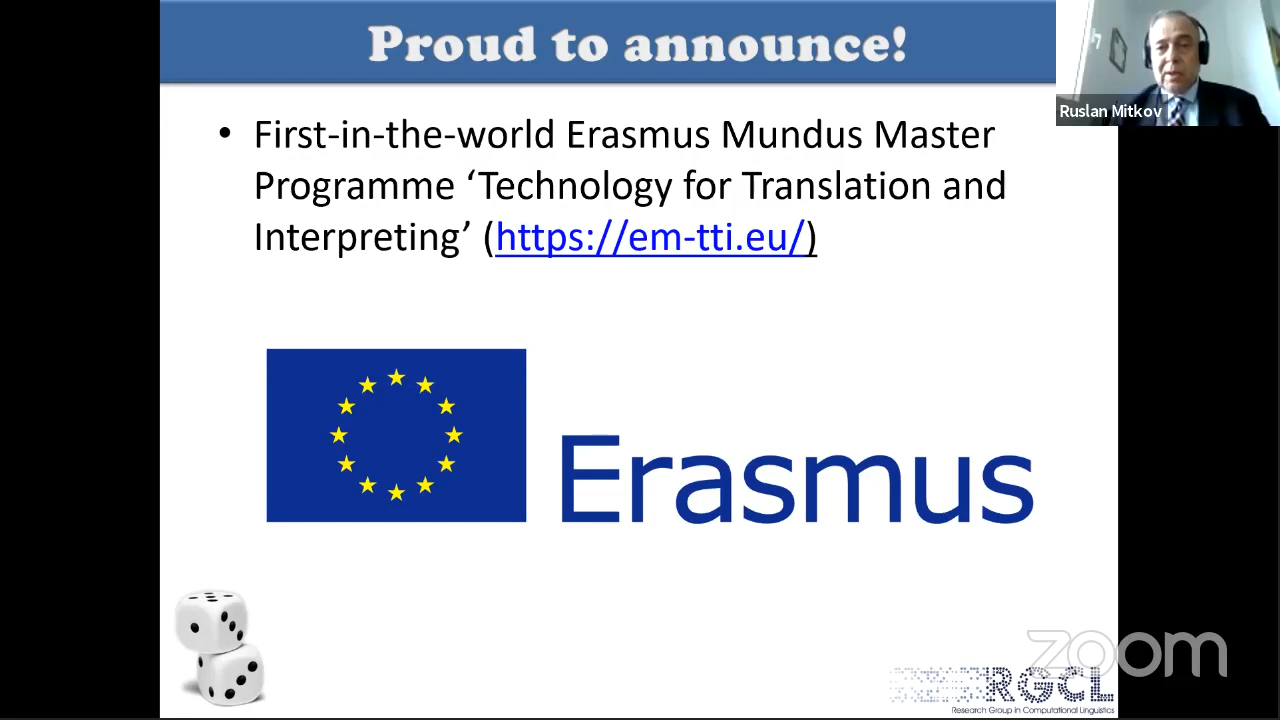 Proud to announce!
Ruslan Mitkov
• First-in-the-world Erasmus Mundus Master
Programme ‘Technology for Translation and
Interpreting’ (https://em-tti.eu/)
Erasmus
zoom
RGCL
Research Group in Computational Linguistics